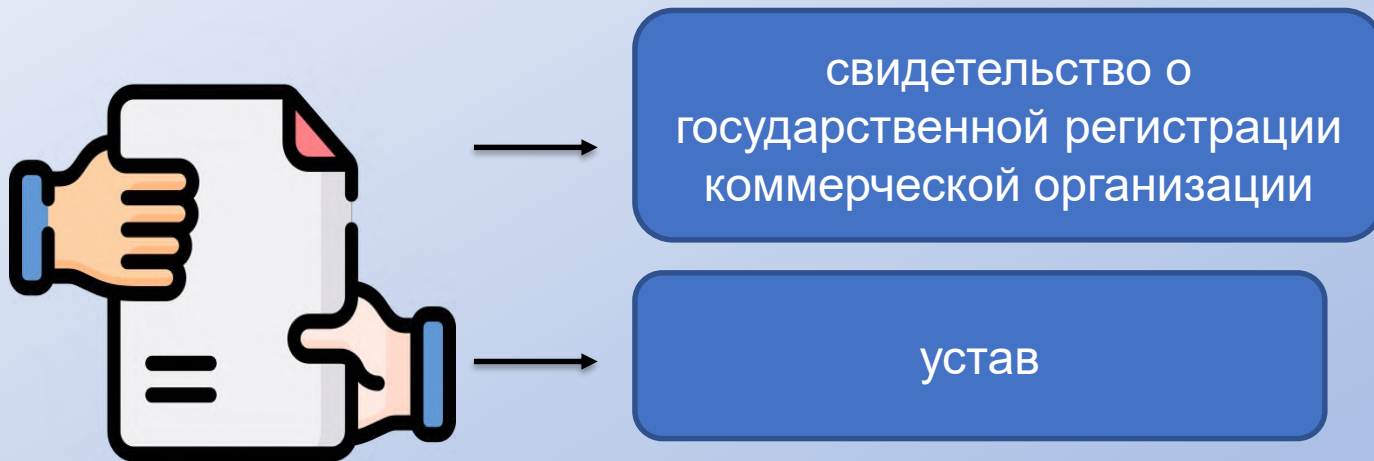 свидетельство о
государственной регистрации
коммерческой организации
устав